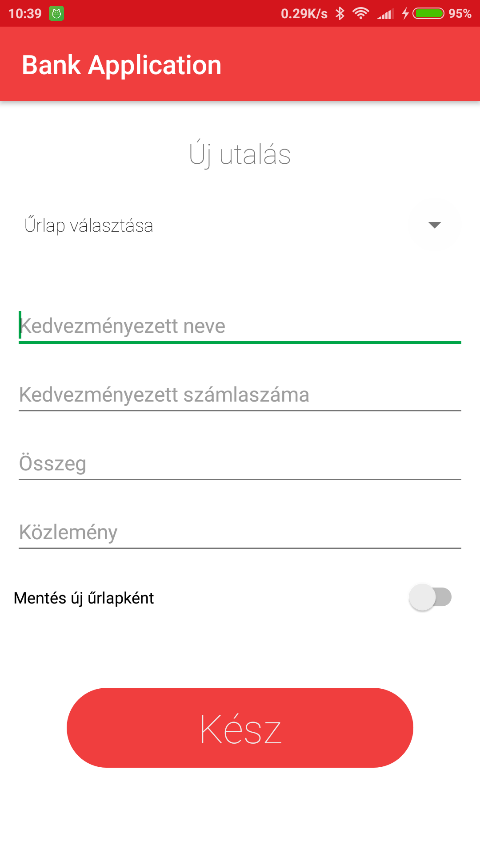 10:39 0.29K/s 95%
Bank Application
Új utalás
Űrlap választása
Kedvezményezett neve
Kedvezményezett számlaszáma
Összeg
Közlemény
Mentés új űrlapként
Kész